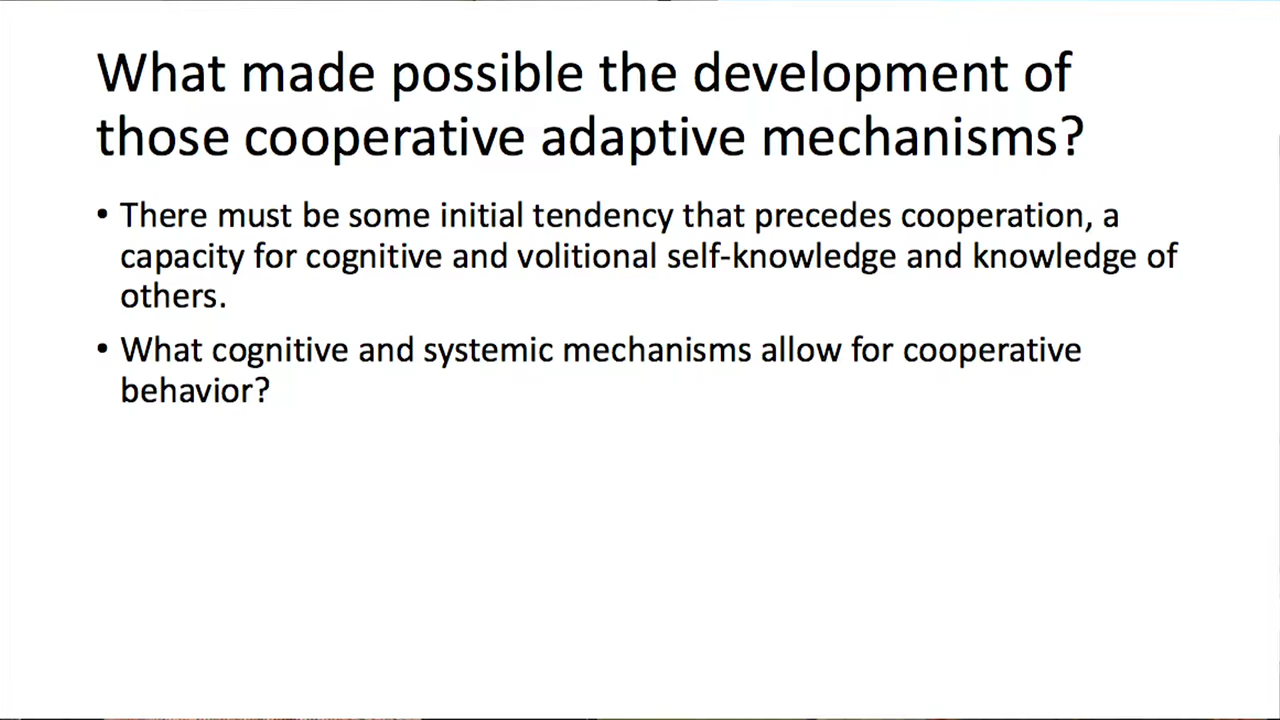 What made possible the development of
those cooperative adaptive mechanisms?
• There must be some initial tendency that precedes cooperation, a
capacity for cognitive and volitional self-knowledge and knowledge of
others.
• What cognitive and systemic mechanisms allow for cooperative
behavior?